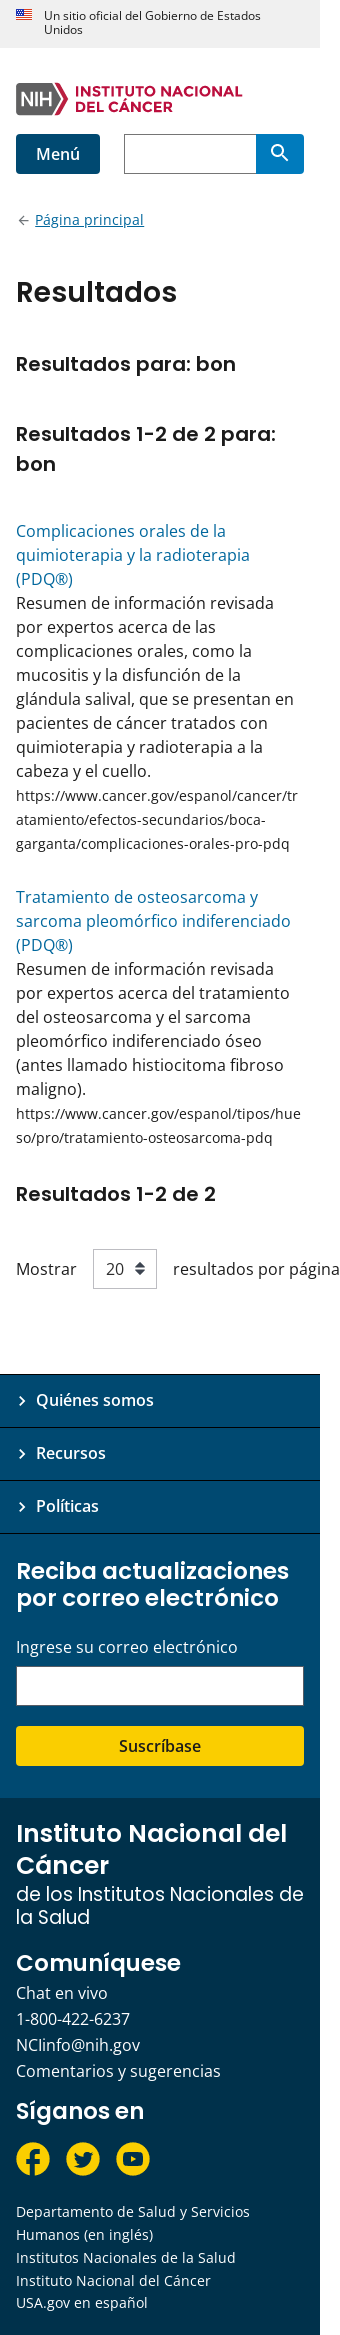 Un sitio oficial del Gobierno de Estados
Unidos
NIH INSTITUTO NACIONAL
DEL CÁNCER
Menú
Página principal
Resultados
Resultados para: bon
Resultados 1-2 de 2 para:
bon
Complicaciones orales de la
quimioterapia y la radioterapia
(PDQ®)
Resumen de información revisada
por expertos acerca de las
complicaciones orales, como la
mucositis y la disfunción de la
glándula salival, que se presentan en
pacientes de cáncer tratados con
quimioterapia y radioterapia a la
cabeza y el cuello.
https://www.cancer.gov/espanol/cancer/tr
atamiento/efectos-secundarios/boca-
garganta/complicaciones-orales-pro-pdq
Tratamiento de osteosarcoma y
sarcoma pleomórfico indiferenciado
(PDQ®)
Resumen de información revisada
por expertos acerca del tratamiento
del osteosarcoma y el sarcoma
pleomórfico indiferenciado óseo
(antes llamado histiocitoma fibroso
maligno).
https://www.cancer.gov/espanol/tipos/hue
so/pro/tratamiento-osteosarcoma-pdq
Resultados 1-2 de 2
Mostrar 20 resultados por página
Quiénes somos
Recursos
Políticas
Reciba actualizaciones
por correo electrónico
Ingrese su correo electrónico
Suscríbase
Instituto Nacional del
Cáncer
de los Institutos Nacionales de
la Salud
Comuníquese
Chat en vivo
1-800-422-6237
NCIinfo@nih.gov
Comentarios y sugerencias
Síganos en
Departamento de Salud y Servicios
Humanos (en inglés)
Institutos Nacionales de la Salud
Instituto Nacional del Cáncer
USA.gov en español